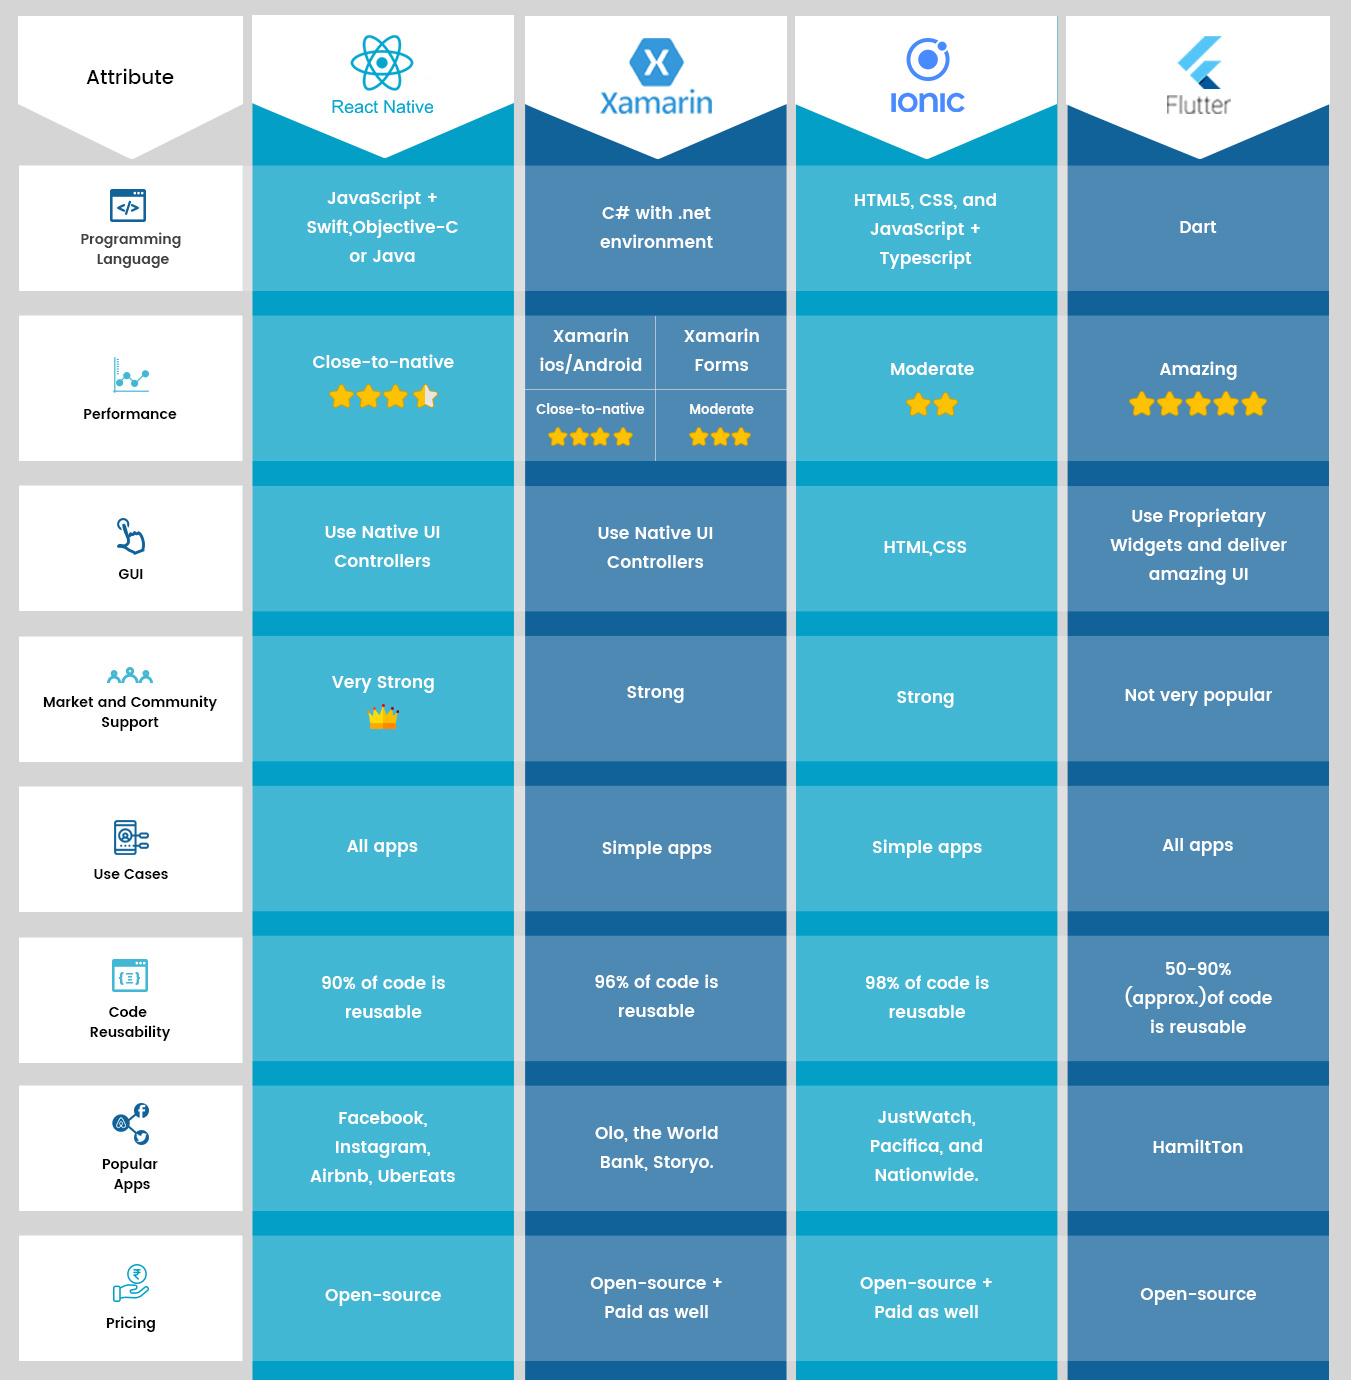 Attribute
React Native
Xamarin
IONIC
Flutter
Programming
Language
JavaScript +
Swift,Objective-C
or Java
C# with .net
environment
HTML5, CSS, and
JavaScript +
Typescript
Dart
Performance
Close-to-native
Xamarin
ios/Android
Xamarin
Forms
Close-to-native
Moderate
Moderate
Amazing
GUI
Use Native UI
Controllers
Use Native UI
Controllers
HTML,CSS
Use Proprietary
Widgets and deliver
amazing UI
Market and Community
Support
Very Strong
Strong
Strong
Not very popular
Use Cases
All apps
Simple apps
Simple apps
All apps
Code
Reusability
90% of code is
reusable
96% of code is
reusable
98% of code is
reusable
50-90%
(approx.)of code
is reusable
Popular
Apps
Facebook,
Instagram,
Airbnb, UberEats
Olo, the World
Bank, Storyo.
JustWatch,
Pacifica, and
Nationwide.
HamiltTon
Pricing
Open-source
Open-source +
Paid as well
Open-source +
Paid as well
Open-source